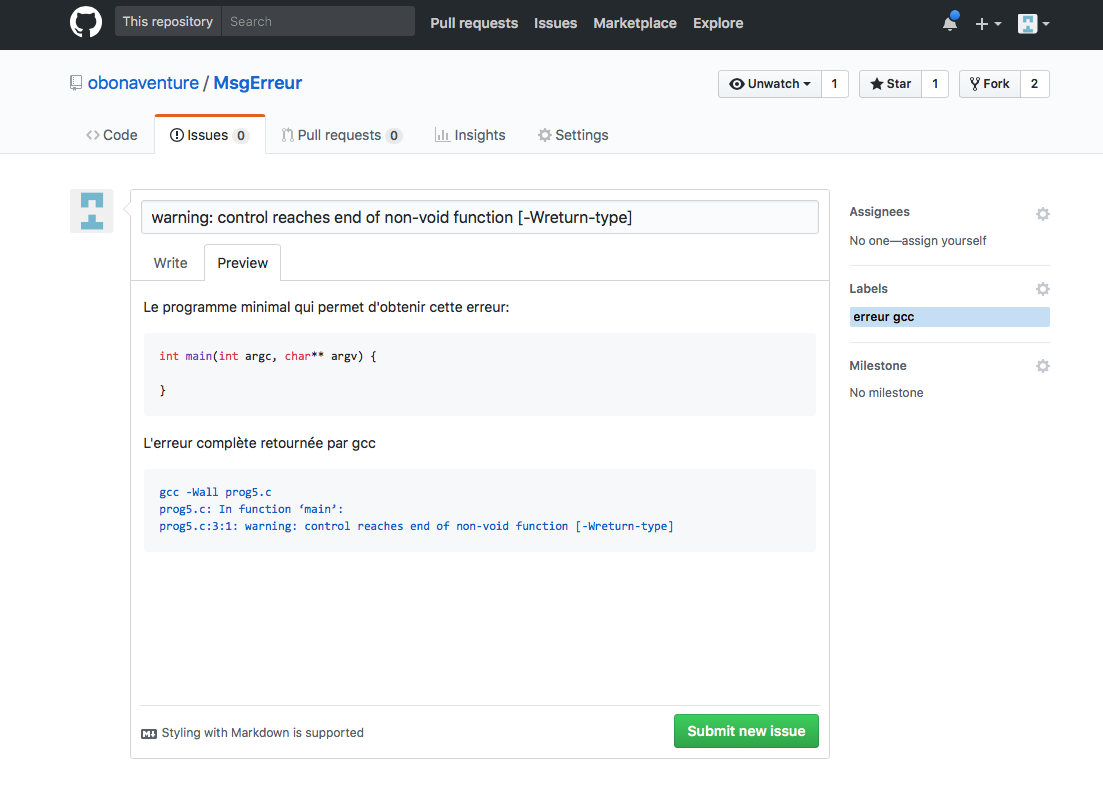 This repository Search Pull requests Issues Marketplace Explore
obonaventure / MsgErreur
Unwatch 1 Star 1 Fork 2
Code Issues 0 Pull requests 0 Insights Settings
warning: control reaches end of non-void function [-Wreturn-type]
Write Preview
Le programme minimal qui permet d'obtenir cette erreur:
int main(int argc, char** argv) {
}
L'erreur complète retournée par gcc
gcc -Wall prog5.c
prog5.c: In function ‘main’:
prog5.c:3:1: warning: control reaches end of non-void function [-Wreturn-type]
Styling with Markdown is supported
Submit new issue
Assignees
No one—assign yourself
Labels
erreur gcc
Milestone
No milestone